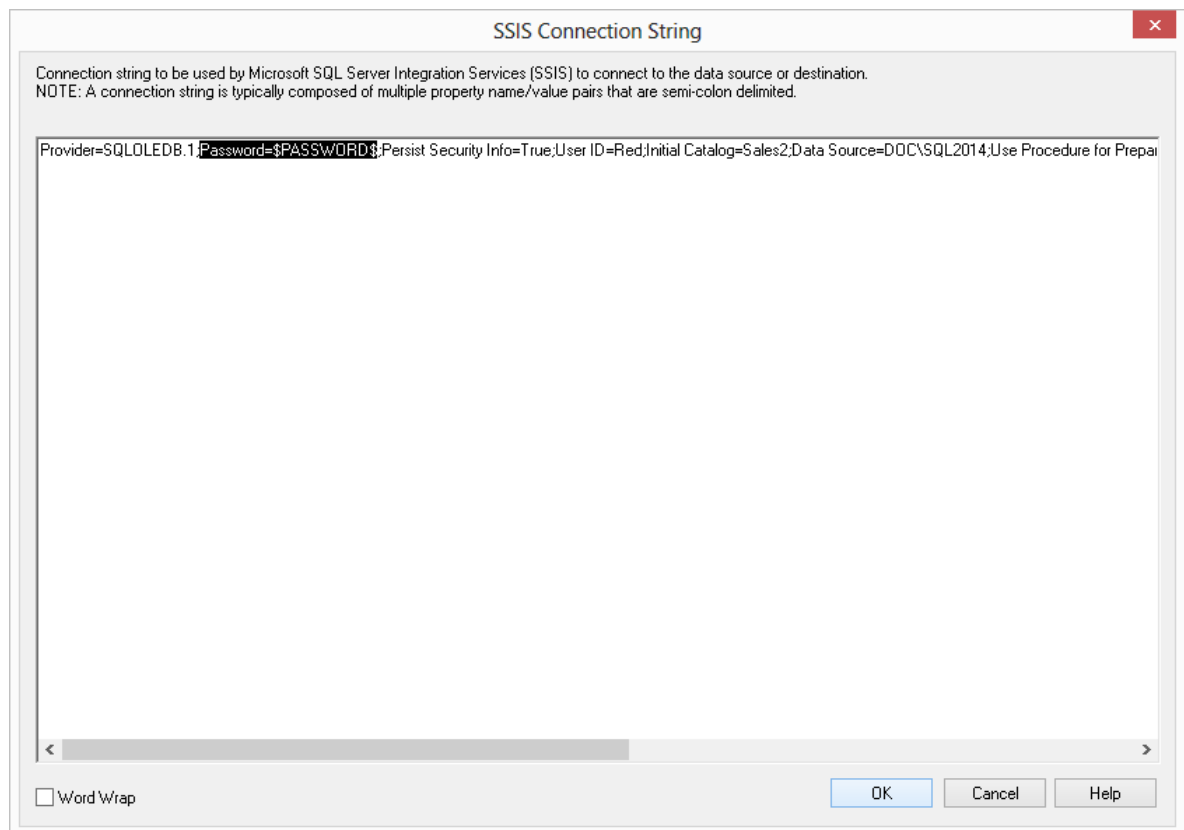 SSIS Connection String
Connection string to be used by Microsoft SQL Server Integration Services (SSIS) to connect to the data source or destination.
NOTE: A connection string is typically composed of multiple property name/value pairs that are semi-colon delimited.
Provider=SQLOLEDB.1;Password=$PASSWORD$;Persist Security Info=True;User ID=Red;Initial Catalog=Sales2;Data Source=DOC\SQL2014;Use Procedure for Prepar
Word Wrap
OK
Cancel
Help